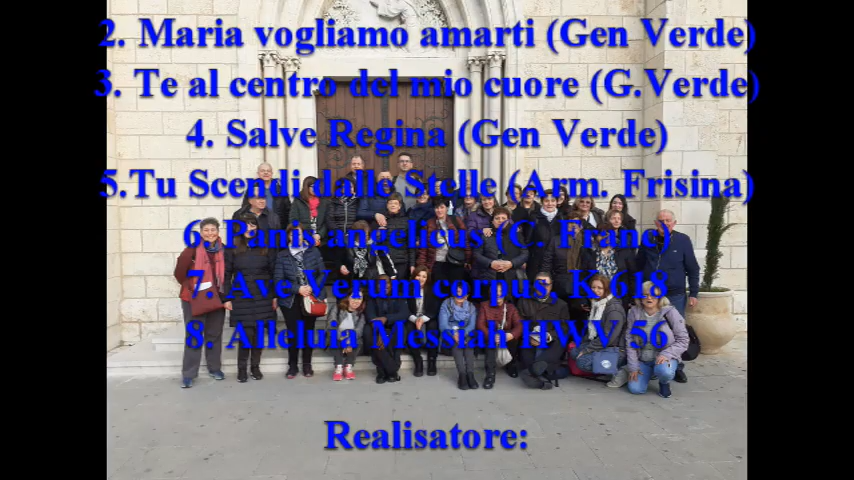 2. Maria vogliamo amarti (Gen Verde)
3. Te al centro del mio cuore (G.Verde)
4. Salve Regina (Gen Verde)
5.Tu Scendi dalle Stelle (Arm. Frisina)
6. Panis angelicus (C. Franc)
7. Ave Verum corpus, K 618
8. Alleluia Messiah HWV 56
Realisatore: